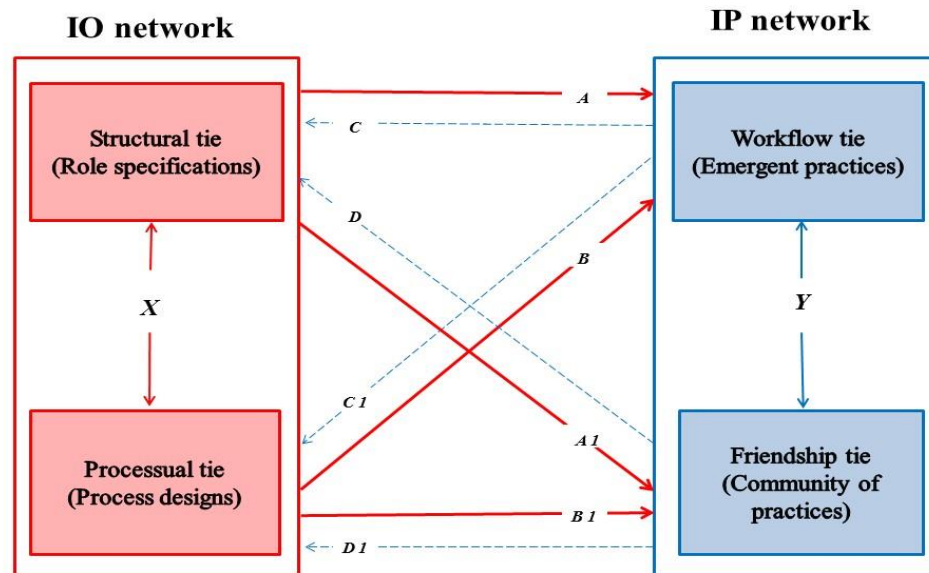 IO network
IP network
Structural tie
(Role specifications)
Workflow tie
(Emergent practices)
A
C
D
B
X
Y
C 1
A 1
Processual tie
(Process designs)
Friendship tie
(Community of
practices)
B 1
D 1